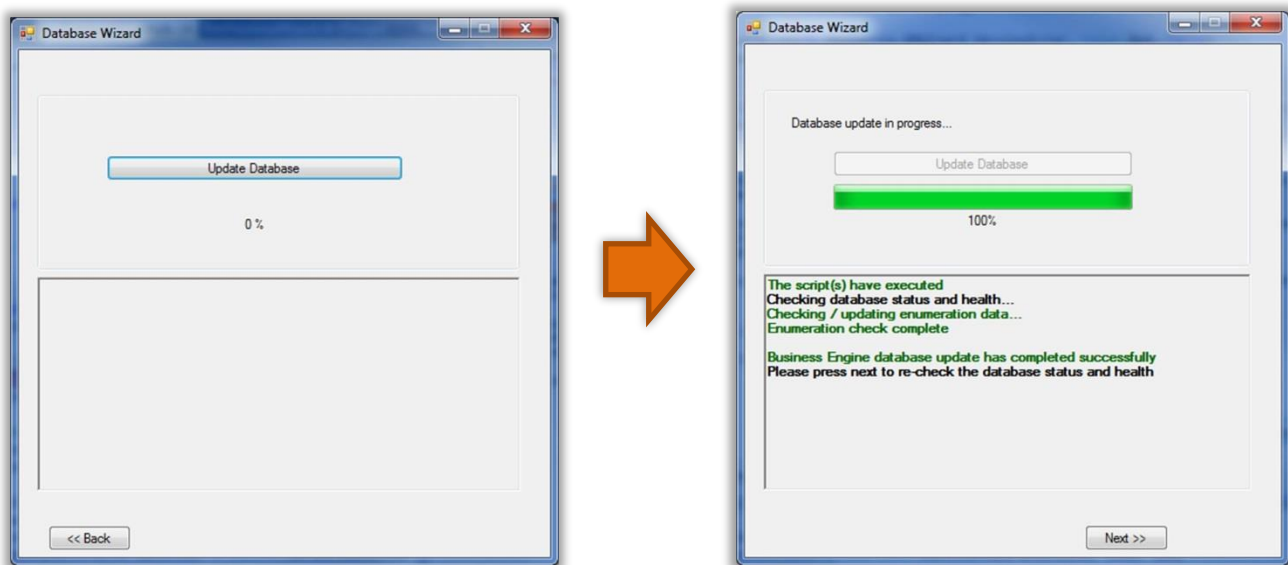 Database Wizard
Update Database
0 %
<< Back
Database Wizard
Database update in progress...
Update Database
100%
The script(s) have executed
Checking database status and health...
Checking / updating enumeration data...
Enumeration check complete
Business Engine database update has completed successfully
Please press next to re-check the database status and health
Next >>